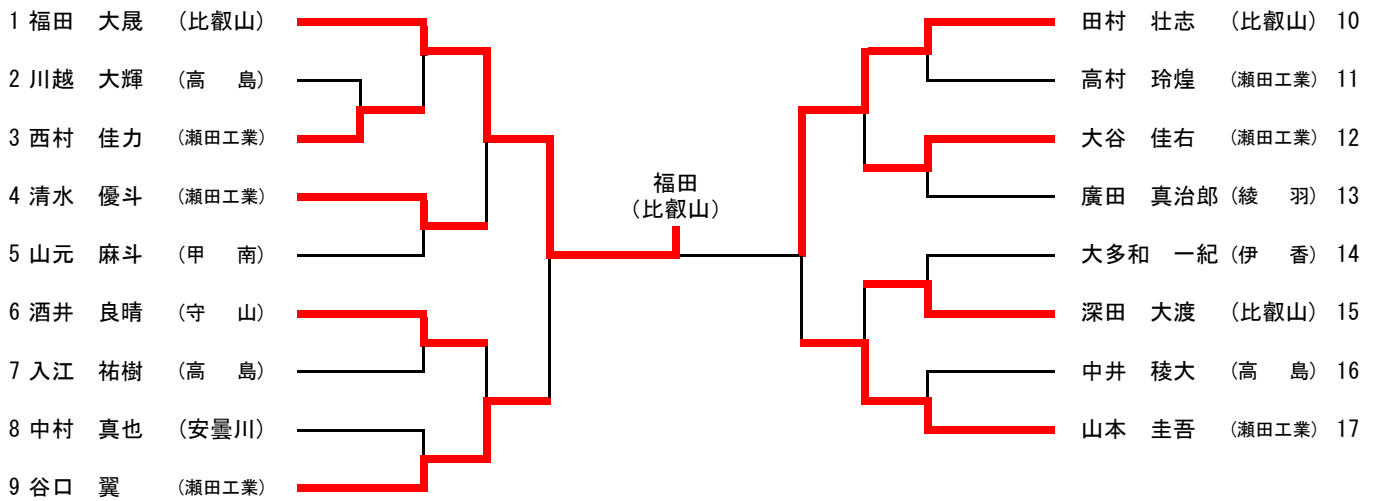 1 福田 大晟 (比叡山)
2 川越 大輝 (高 島)
3 西村 佳力 (瀬田工業)
4 清水 優斗 (瀬田工業)
5 山元 麻斗 (甲 南)
6 酒井 良晴 (守 山)
7 入江 祐樹 (高 島)
8 中村 真也 (安曇川)
9 谷口 翼 (瀬田工業)
福田
(比叡山)
田村 壮志 (比叡山) 10
高村 玲煌 (瀬田工業) 11
大谷 佳右 (瀬田工業) 12
廣田 真治郎 (綾 羽) 13
大多和 一紀 (伊 香) 14
深田 大渡 (比叡山) 15
中井 稜大 (高 島) 16
山本 圭吾 (瀬田工業) 17